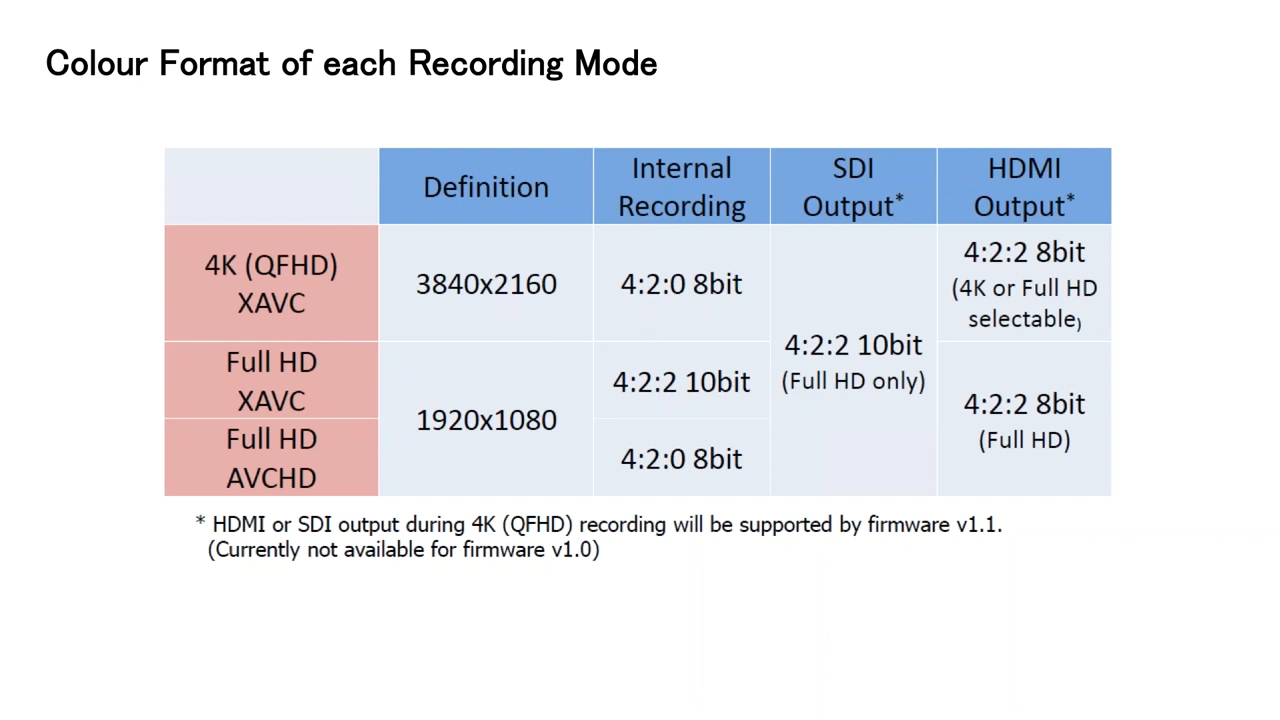 Colour Format of each Recording Mode
Definition
Internal
Recording
SDI
Output*
HDMI
Output*
4K (QFHD)
XAVC
3840x2160
4:2:0 8bit
4:2:2 10bit
(Full HD only)
4:2:2 8bit
(4K or Full HD
selectable)
Full HD
XAVC
1920x1080
4:2:2 10bit
4:2:2 8bit
(Full HD)
Full HD
AVCHD
4:2:0 8bit
* HDMI or SDI output during 4K (QFHD) recording will be supported by firmware v1.1.
(Currently not available for firmware v1.0)